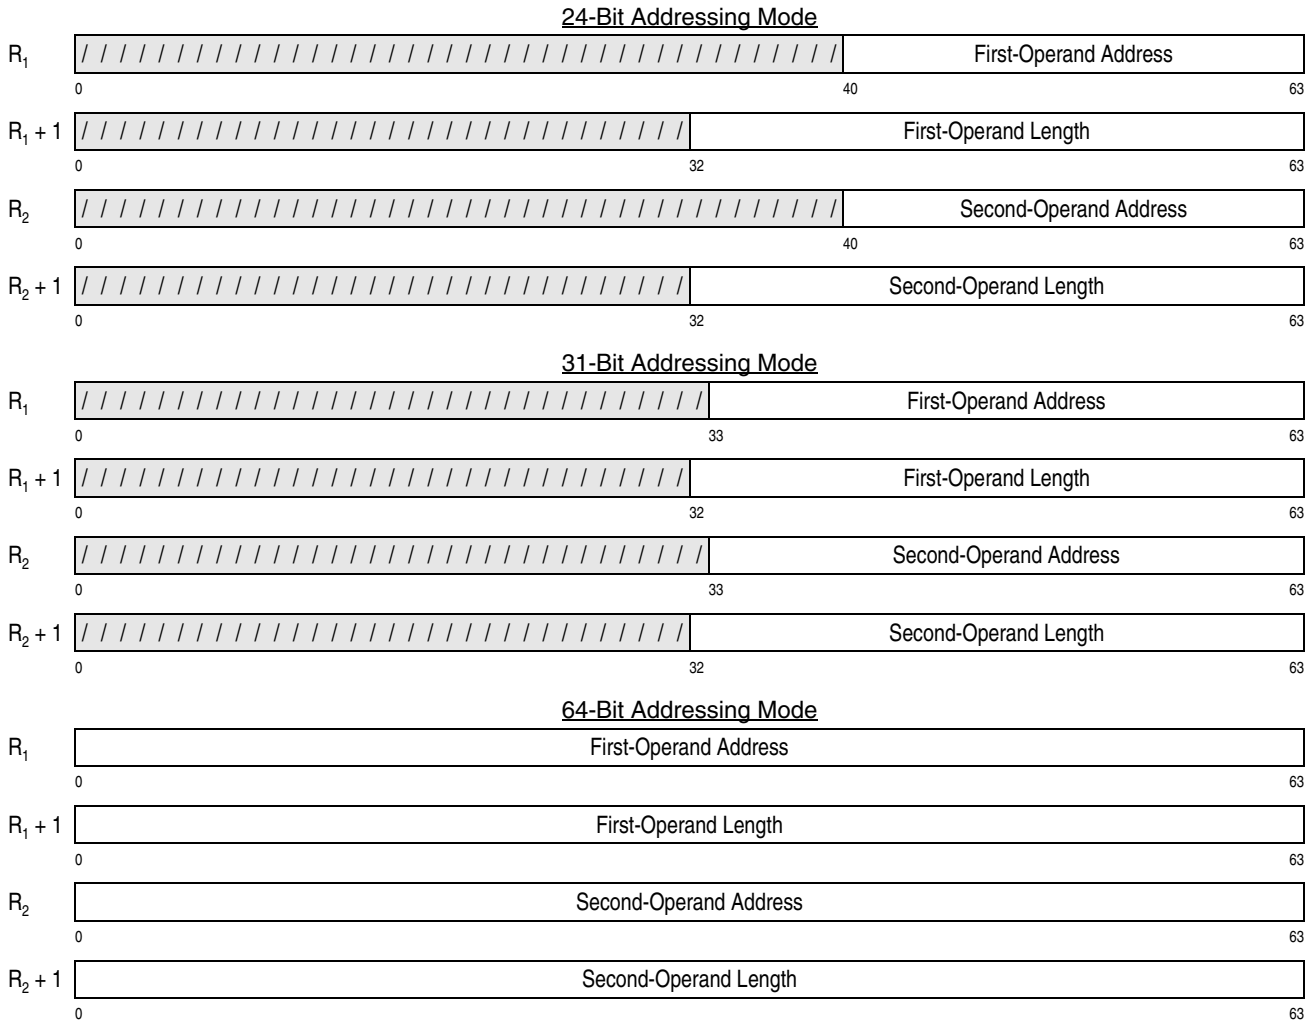 24-Bit Addressing Mode
R1 / / / / / / / / / / / / / / / / / / / / / / / / / / / / / / / / / / / / / / / / First-Operand Address
0 40 63
R1 + 1 / / / / / / / / / / / / / / / / / / / / / / / / / / / / / / / / First-Operand Length
0 32 63
R2 / / / / / / / / / / / / / / / / / / / / / / / / / / / / / / / / / / / / / / / / Second-Operand Address
0 40 63
R2 + 1 / / / / / / / / / / / / / / / / / / / / / / / / / / / / / / / / Second-Operand Length
0 32 63
31-Bit Addressing Mode
R1 / / / / / / / / / / / / / / / / / / / / / / / / / / / / / / / / / First-Operand Address
0 33 63
R1 + 1 / / / / / / / / / / / / / / / / / / / / / / / / / / / / / / / / First-Operand Length
0 32 63
R2 / / / / / / / / / / / / / / / / / / / / / / / / / / / / / / / / / Second-Operand Address
0 33 63
R2 + 1 / / / / / / / / / / / / / / / / / / / / / / / / / / / / / / / / Second-Operand Length
0 32 63
64-Bit Addressing Mode
R1 First-Operand Address
0 63
R1 + 1 First-Operand Length
0 63
R2 Second-Operand Address
0 63
R2 + 1 Second-Operand Length
0 63